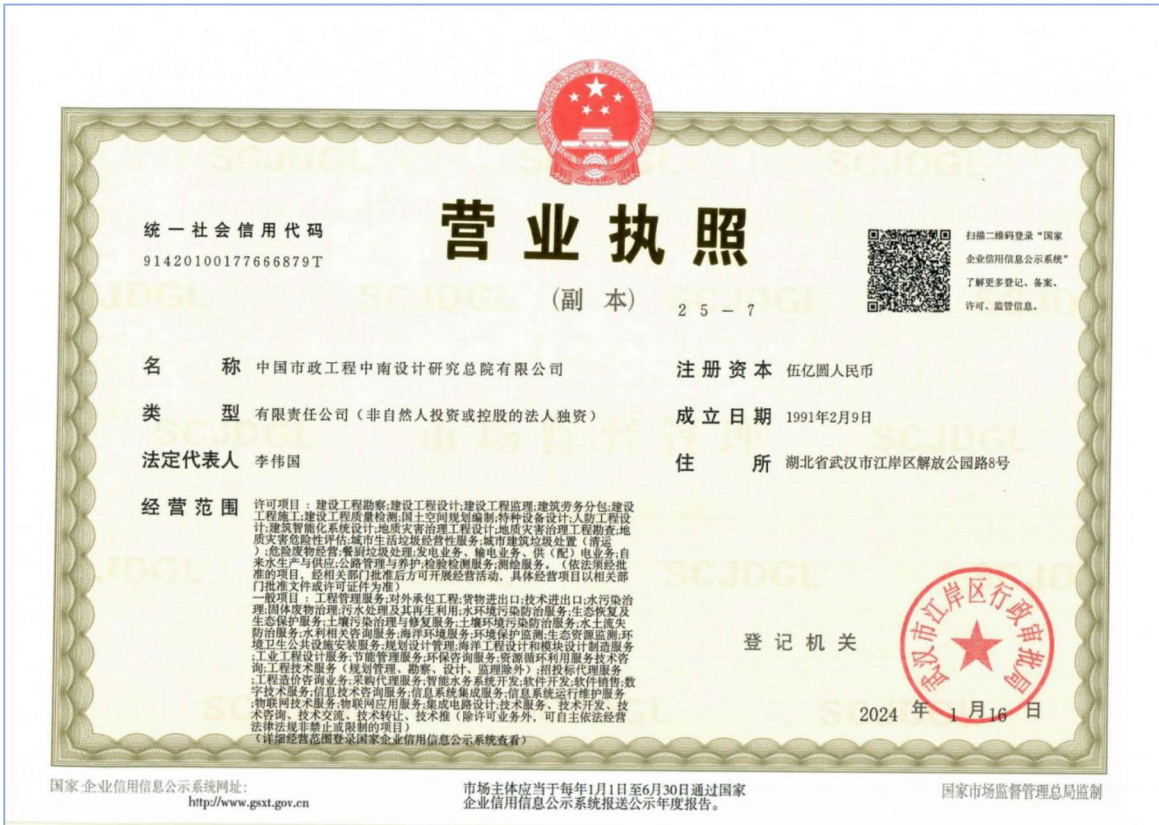 统一社会信用代码
91420100177666879T
营业执照
(副 本)
25-7
扫描二维码登录“国家
企业信用信息公示系统”
了解更多登记、备案、
许可、监管信息。
名 称 中国市政工程中南设计研究总院有限公司
类 型 有限责任公司（非自然人投资或控股的法人独资）
法定代表人 李伟国
注册资本 伍亿圆人民币
成立日期 1991年2月9日
住 所 湖北省武汉市江岸区解放公园路8号
经营范围 许可项目：建设工程勘察;建设工程设计;建设工程监理;建筑劳务分包;建设
工程施工;建设工程质量检测;国土空间规划编制;特种设备设计;人防工程设
计;建筑智能化系统设计;地质灾害治理工程设计;地质灾害治理工程勘查;地
质灾害危险性评估;城市生活垃圾经营性服务;城市建筑垃圾处置（清运
）;危险废物经营;餐厨垃圾处理;发电业务、输电业务、供（配）电业务;自
来水生产与供应;公路管理与养护;检验检测服务;测绘服务。（依法须经批
准的项目，经相关部门批准后方可开展经营活动，具体经营项目以相关部
门批准文件或许可证件为准）
一般项目：工程管理服务;对外承包工程;货物进出口;技术进出口;水污染治
理;固体废物治理;污水处理及其再生利用;水环境污染防治服务;生态恢复及
生态保护服务;土壤污染治理与修复服务;土壤环境污染防治服务;水土流失
防治服务;水利相关咨询服务;海洋环境服务;环境保护监测;生态资源监测;环
境卫生公共设施安装服务;规划设计管理;海洋工程设计和模块设计制造服务
;工业工程设计服务;节能管理服务;环保咨询服务;资源循环利用服务技术咨
询;工程技术服务（规划管理、勘察、设计、监理除外）;招投标代理服务
;工程造价咨询业务;采购代理服务;智能水务系统开发;软件开发;软件销售;数
字技术服务;信息技术咨询服务;信息系统集成服务;信息系统运行维护服务
;物联网技术服务;物联网应用服务;集成电路设计;技术服务、技术开发、技
术咨询、技术交流、技术转让、技术推（除许可业务外，可自主依法经营
法律法规非禁止或限制的项目）
（详细经营范围登录国家企业信用信息公示系统查看）
登记机关
武汉市江岸区行政审批局
2024 年 1 月 16 日
国家企业信用信息公示系统网址：
http://www.gsxt.gov.cn
市场主体应当于每年1月1日至6月30日通过国家
企业信用信息公示系统报送公示年度报告。
国家市场监督管理总局监制